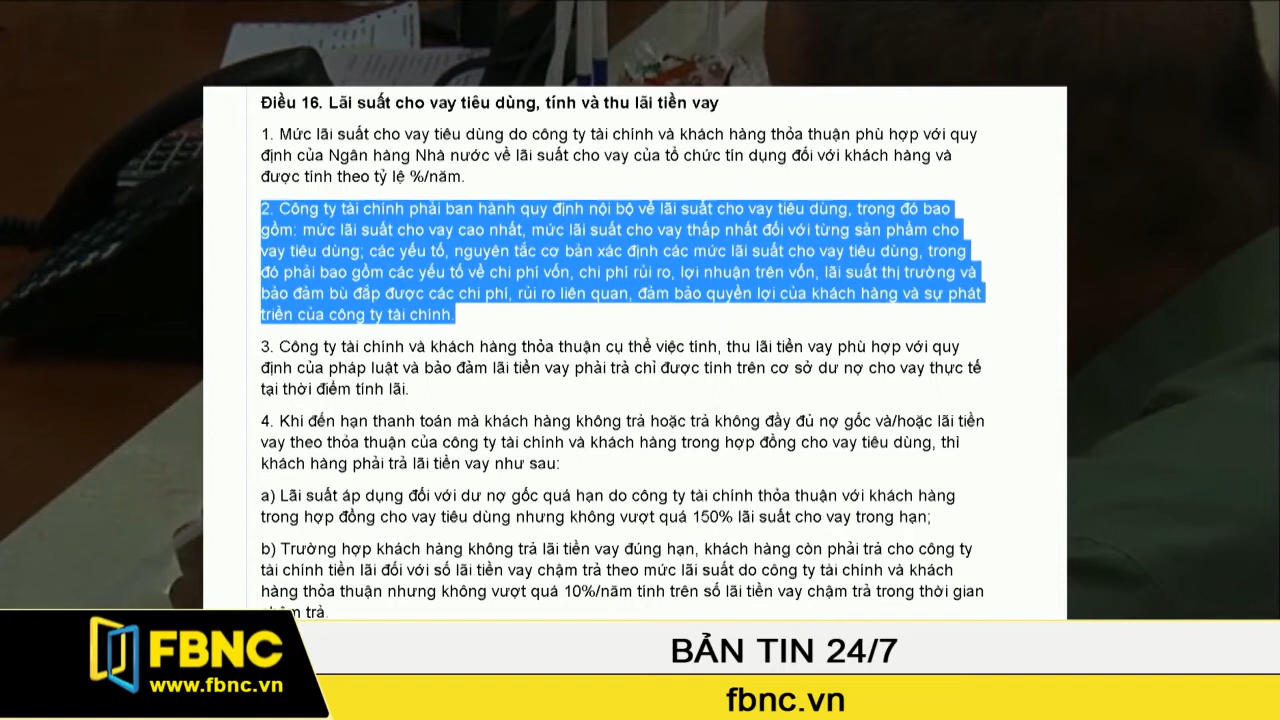 Điều 16. Lãi suất cho vay tiêu dùng, tính và thu lãi tiền vay
1. Mức lãi suất cho vay tiêu dùng do công ty tài chính và khách hàng thỏa thuận phù hợp với quy
định của Ngân hàng Nhà nước về lãi suất cho vay của tổ chức tín dụng đối với khách hàng và
được tính theo tỷ lệ %/năm.
2. Công ty tài chính phải ban hành quy định nội bộ về lãi suất cho vay tiêu dùng, trong đó bao
gồm: mức lãi suất cho vay cao nhất, mức lãi suất cho vay thấp nhất đối với từng sản phẩm cho
vay tiêu dùng; các yếu tố, nguyên tắc cơ bản xác định các mức lãi suất cho vay tiêu dùng, trong
đó phải bao gồm các yếu tố về chi phí vốn, chi phí rủi ro, lợi nhuận trên vốn, lãi suất thị trường và
bảo đảm bù đắp được các chi phí, rủi ro liên quan, đảm bảo quyền lợi của khách hàng và sự phát
triển của công ty tài chính.
3. Công ty tài chính và khách hàng thỏa thuận cụ thể việc tính, thu lãi tiền vay phù hợp với quy
định của pháp luật và bảo đảm lãi tiền vay phải trả chỉ được tính trên cơ sở dư nợ cho vay thực tế
tại thời điểm tính lãi.
4. Khi đến hạn thanh toán mà khách hàng không trả hoặc trả không đầy đủ nợ gốc và/hoặc lãi tiền
vay theo thỏa thuận của công ty tài chính và khách hàng trong hợp đồng cho vay tiêu dùng, thì
khách hàng phải trả lãi tiền vay như sau:
a) Lãi suất áp dụng đối với dư nợ gốc quá hạn do công ty tài chính thỏa thuận với khách hàng
trong hợp đồng cho vay tiêu dùng nhưng không vượt quá 150% lãi suất cho vay trong hạn;
b) Trường hợp khách hàng không trả lãi tiền vay đúng hạn, khách hàng còn phải trả cho công ty
tài chính tiền lãi đối với số lãi tiền vay chậm trả theo mức lãi suất do công ty tài chính và khách
hàng thỏa thuận nhưng không vượt quá 10%/năm tính trên số lãi tiền vay chậm trả trong thời gian
chậm trả.
FBNC
www.fbnc.vn
BẢN TIN 24/7
fbnc.vn